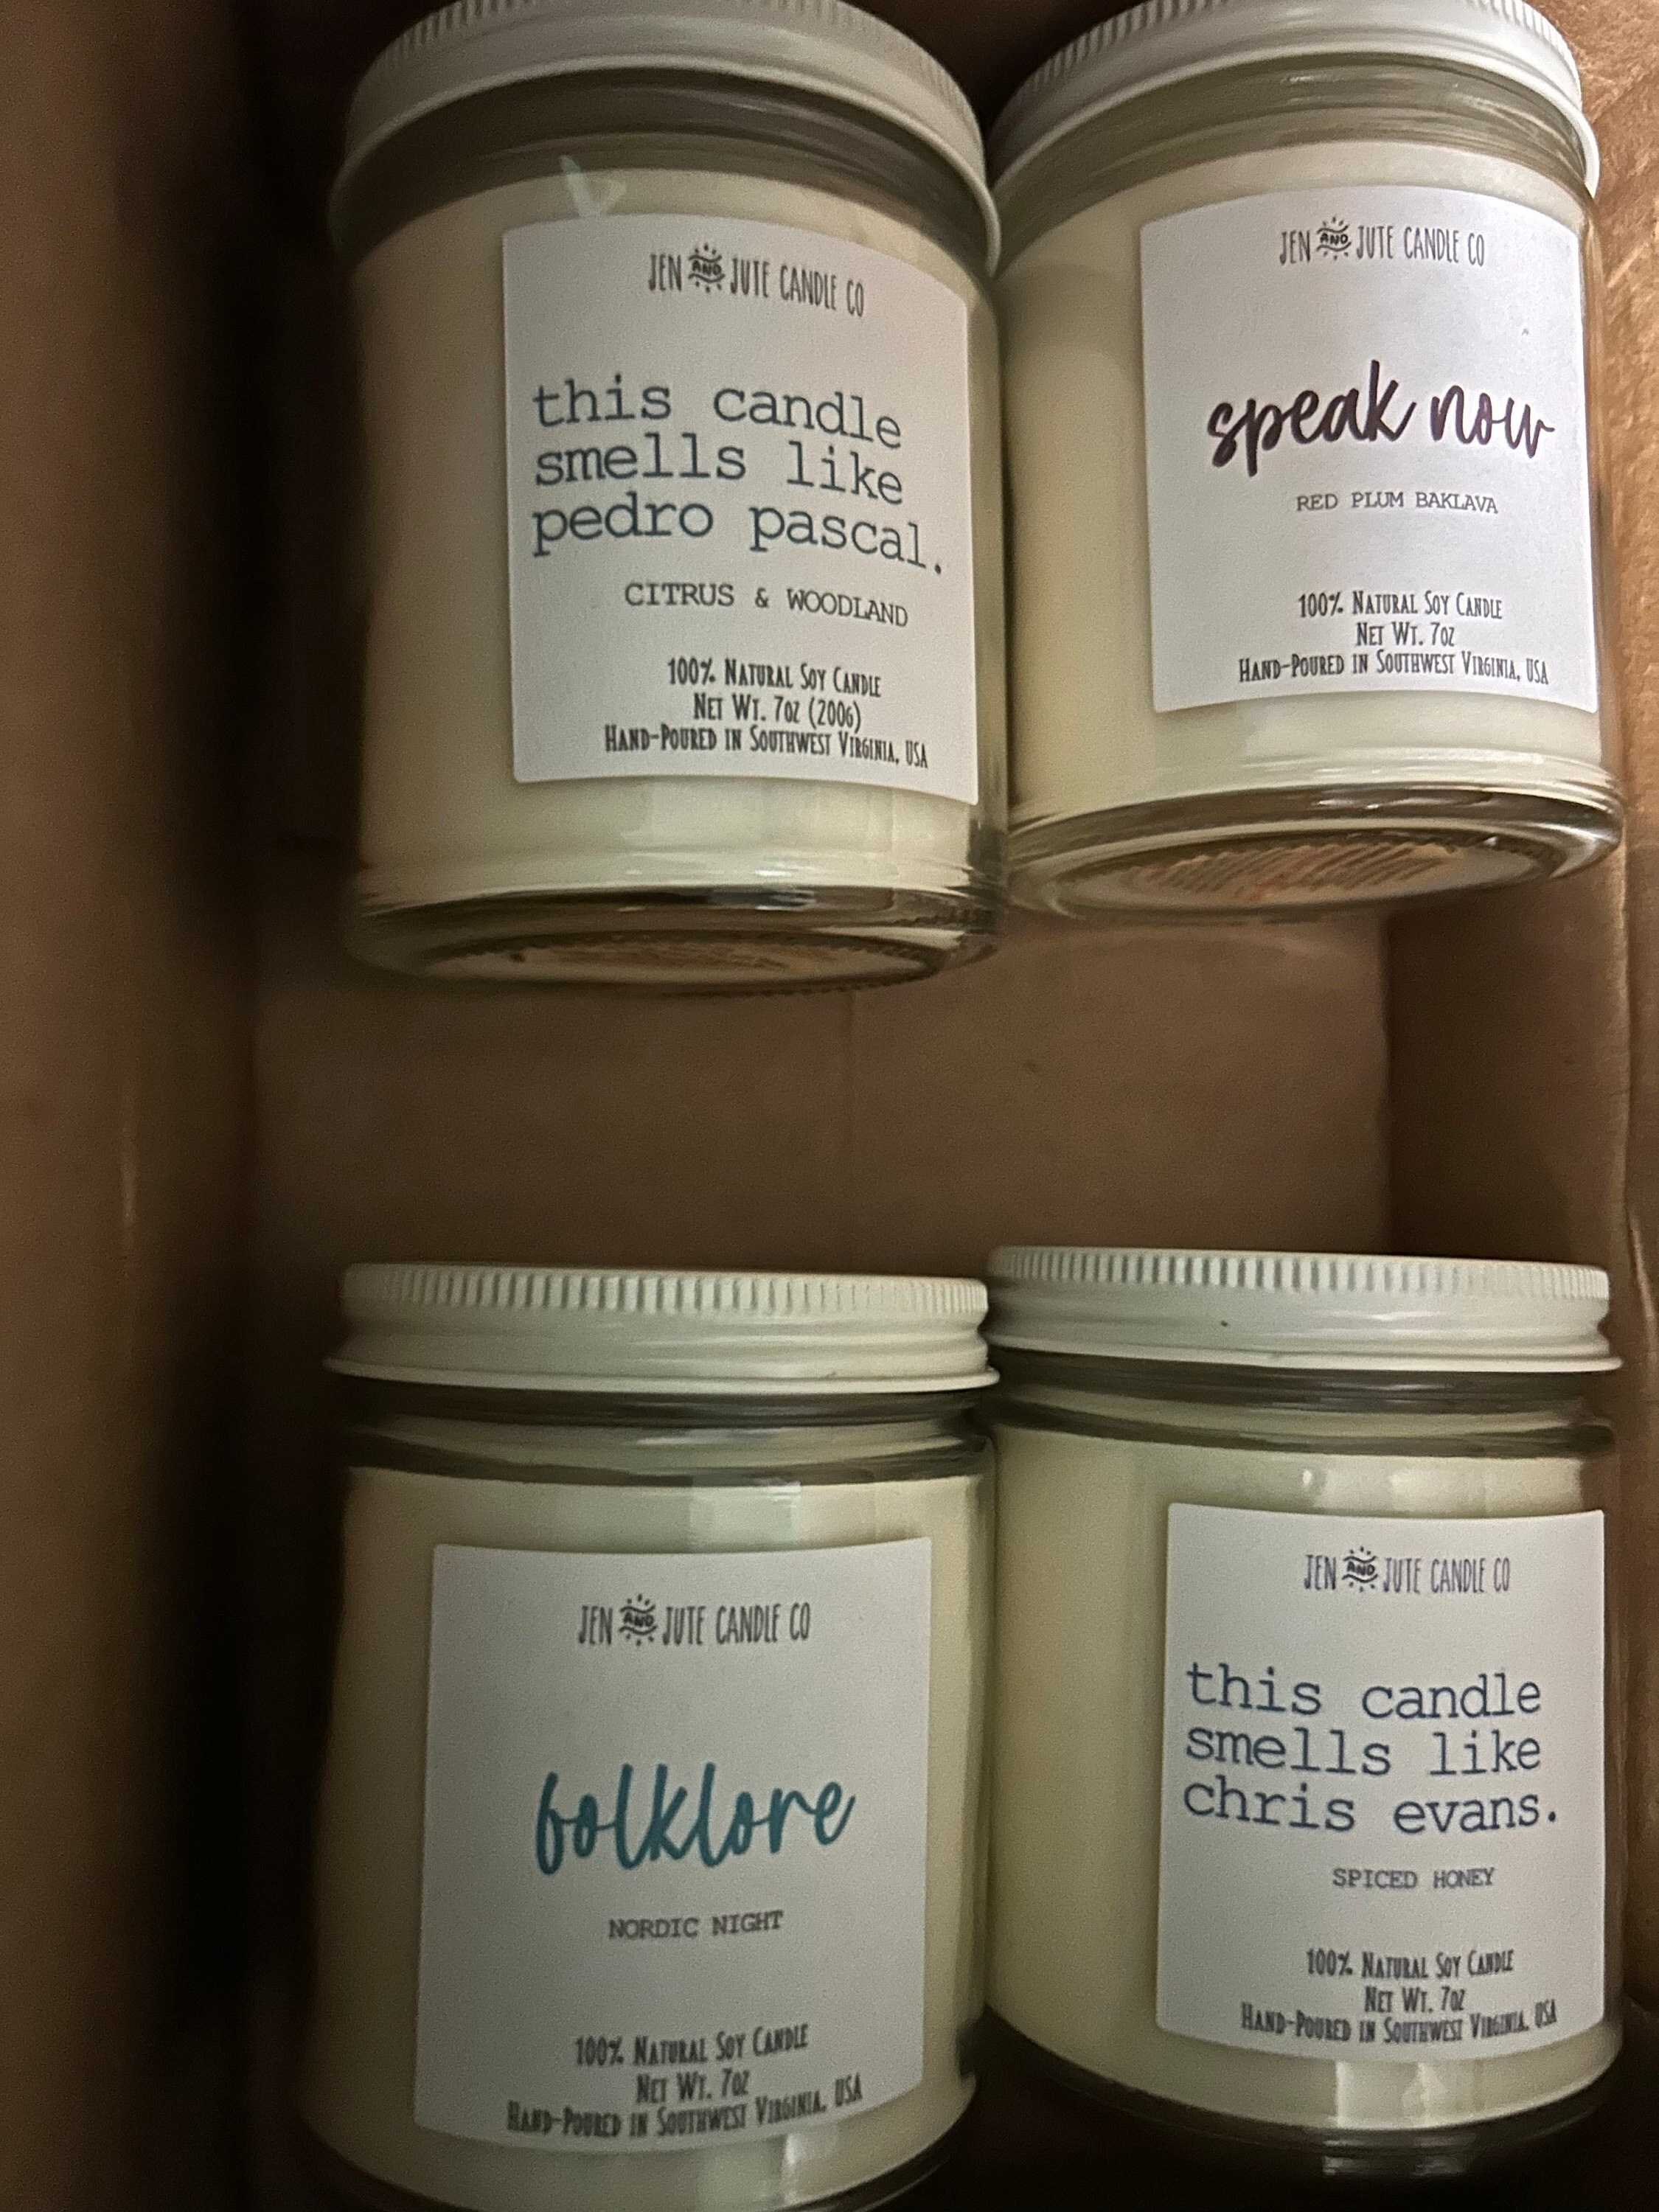 JEN AND JUTE CANDLE CO
this candle
smells like
pedro pascal.
CITRUS & WOODLAND
100% NATURAL SOY CANDLE
NET WT. 7OZ (200G)
HAND-POURED IN SOUTHWEST VIRGINIA, USA
JEN AND JUTE CANDLE CO
speak now
RED PLUM BAKLAVA
100% NATURAL SOY CANDLE
NET WT. 7OZ
HAND-POURED IN SOUTHWEST VIRGINIA, USA
JEN AND JUTE CANDLE CO
folklore
NORDIC NIGHT
100% NATURAL SOY CANDLE
NET WT. 7OZ
HAND-POURED IN SOUTHWEST VIRGINIA, USA
JEN AND JUTE CANDLE CO
this candle
smells like
chris evans.
SPICED HONEY
100% NATURAL SOY CANDLE
NET WT. 7OZ
HAND-POURED IN SOUTHWEST VIRGINIA, USA